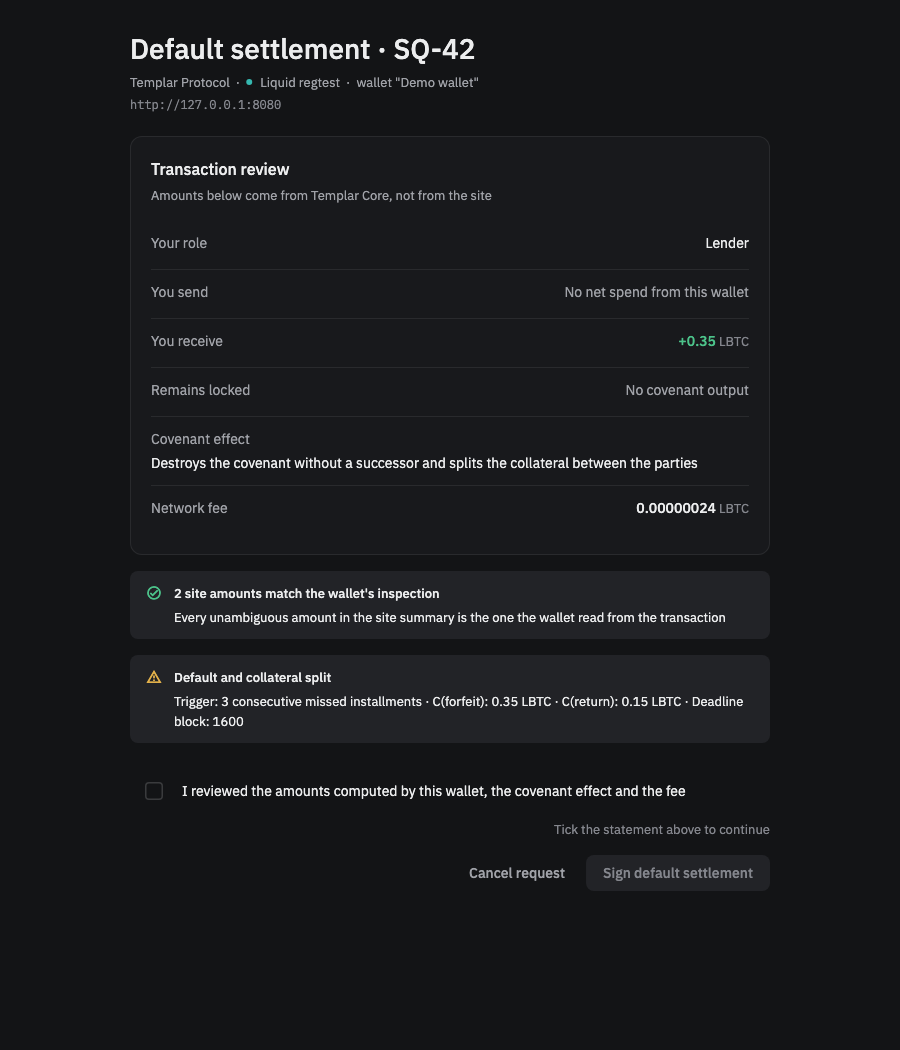 Default settlement · SQ-42
Templar Protocol · Liquid regtest · wallet "Demo wallet"
http://127.0.0.1:8080
Transaction review
Amounts below come from Templar Core, not from the site
Your role Lender
You send No net spend from this wallet
You receive +0.35 LBTC
Remains locked No covenant output
Covenant effect
Destroys the covenant without a successor and splits the collateral between the parties
Network fee 0.00000024 LBTC
2 site amounts match the wallet's inspection
Every unambiguous amount in the site summary is the one the wallet read from the transaction
Default and collateral split
Trigger: 3 consecutive missed installments · C(forfeit): 0.35 LBTC · C(return): 0.15 LBTC · Deadline
block: 1600
I reviewed the amounts computed by this wallet, the covenant effect and the fee
Tick the statement above to continue
Cancel request Sign default settlement